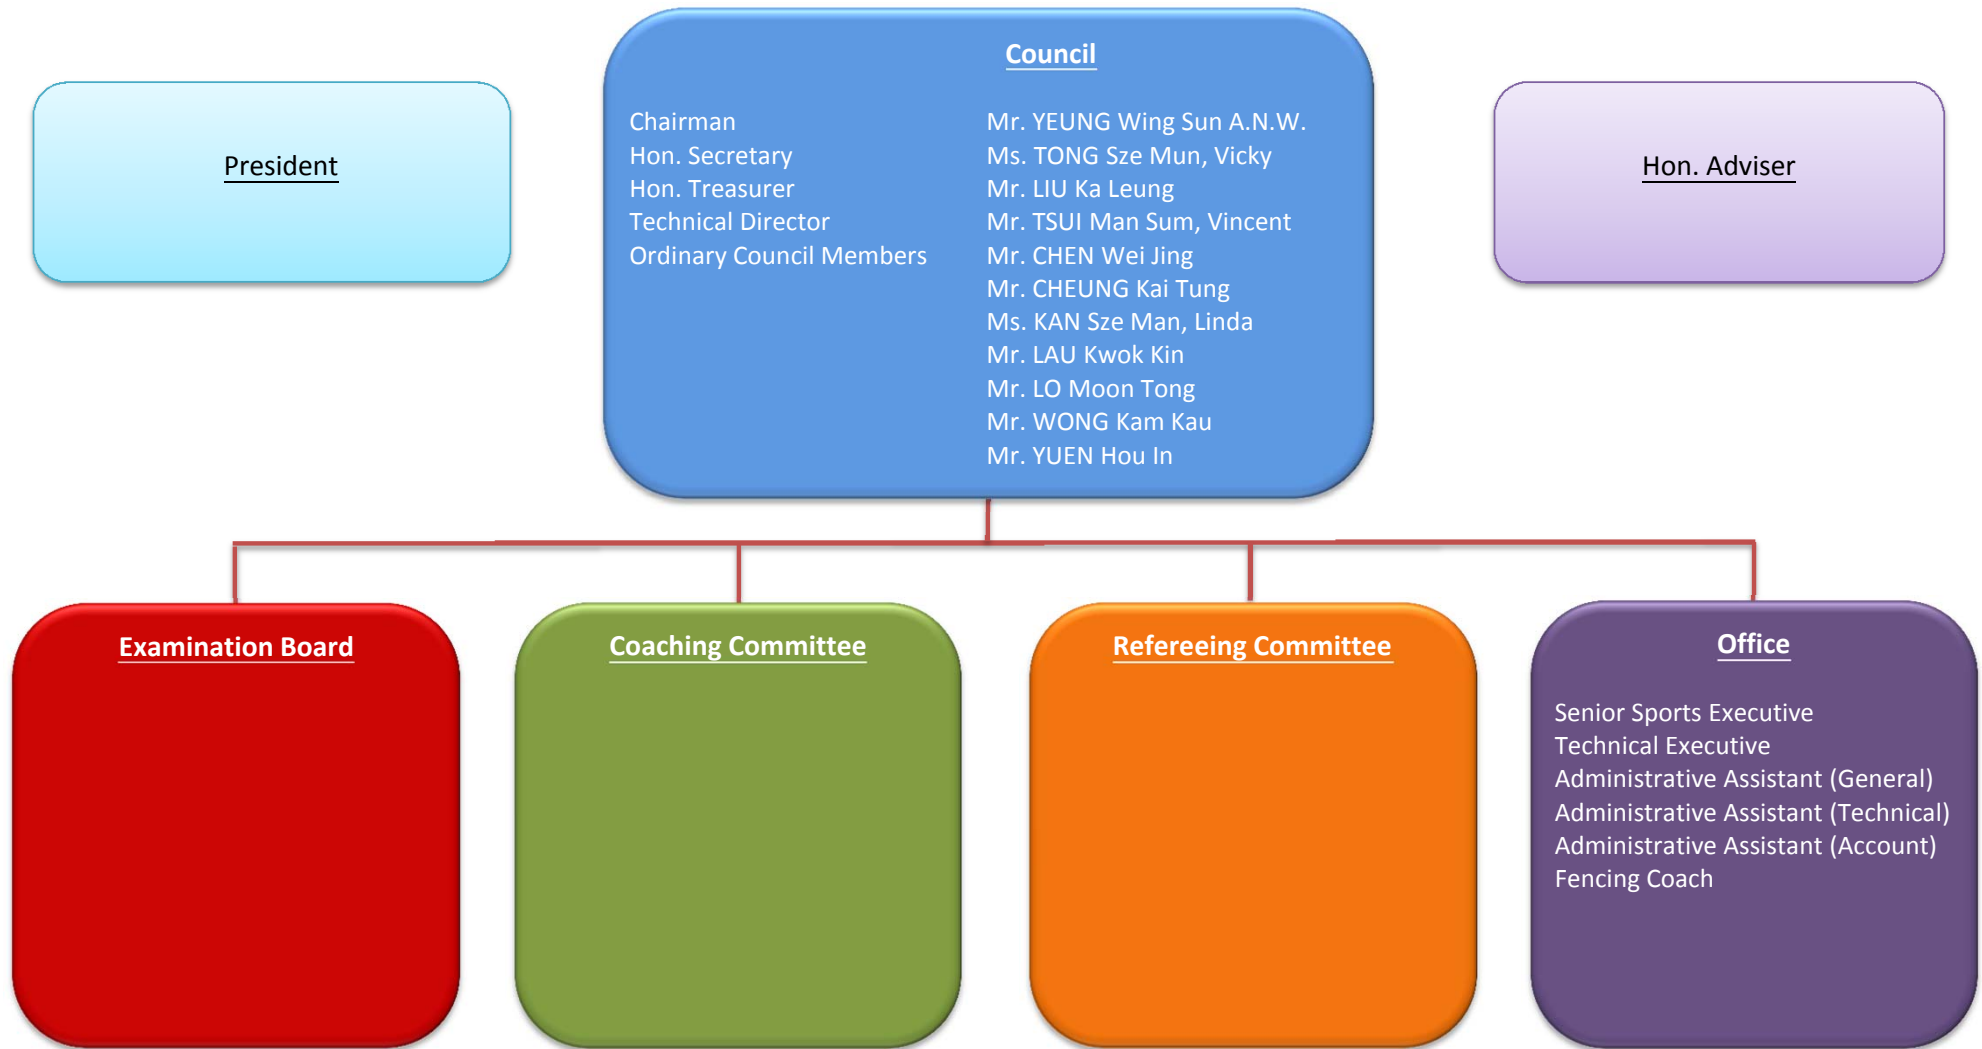 Council
President
Chairman Mr. YEUNG Wing Sun A.N.W.
Hon. Secretary Ms. TONG Sze Mun, Vicky
Hon. Treasurer Mr. LIU Ka Leung
Technical Director Mr. TSUI Man Sum, Vincent
Ordinary Council Members Mr. CHEN Wei Jing
Mr. CHEUNG Kai Tung
Ms. KAN Sze Man, Linda
Mr. LAU Kwok Kin
Mr. LO Moon Tong
Mr. WONG Kam Kau
Mr. YUEN Hou In
Hon. Adviser
Examination Board
Coaching Committee
Refereeing Committee
Office
Senior Sports Executive
Technical Executive
Administrative Assistant (General)
Administrative Assistant (Technical)
Administrative Assistant (Account)
Fencing Coach